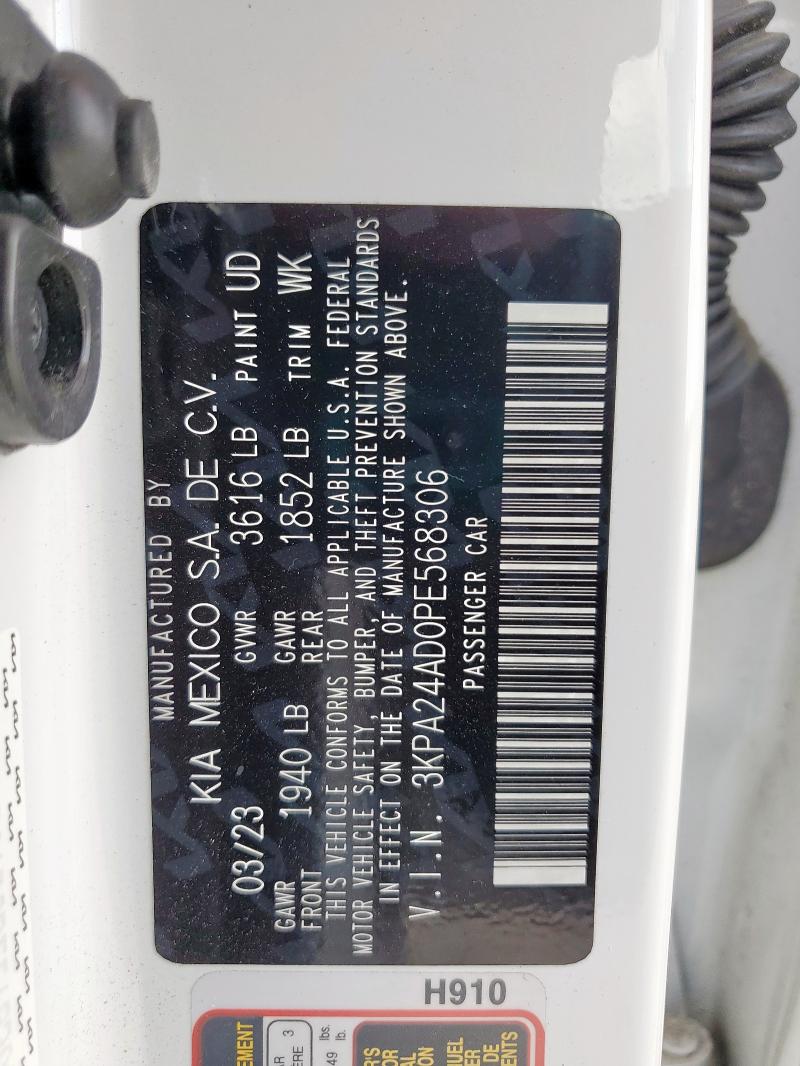 MANUFACTURED BY
KIA MEXICO S.A. DE C.V.
03/23 GVWR 3616 LB PAINT UD
GAWR FRONT 1940 LB GAWR REAR 1852 LB TRIM WK
THIS VEHICLE CONFORMS TO ALL APPLICABLE U.S.A. FEDERAL
MOTOR VEHICLE SAFETY, BUMPER, AND THEFT PREVENTION STANDARDS
IN EFFECT ON THE DATE OF MANUFACTURE SHOWN ABOVE.
V.I.N. 3KPA24AD0PE568306
PASSENGER CAR
H910